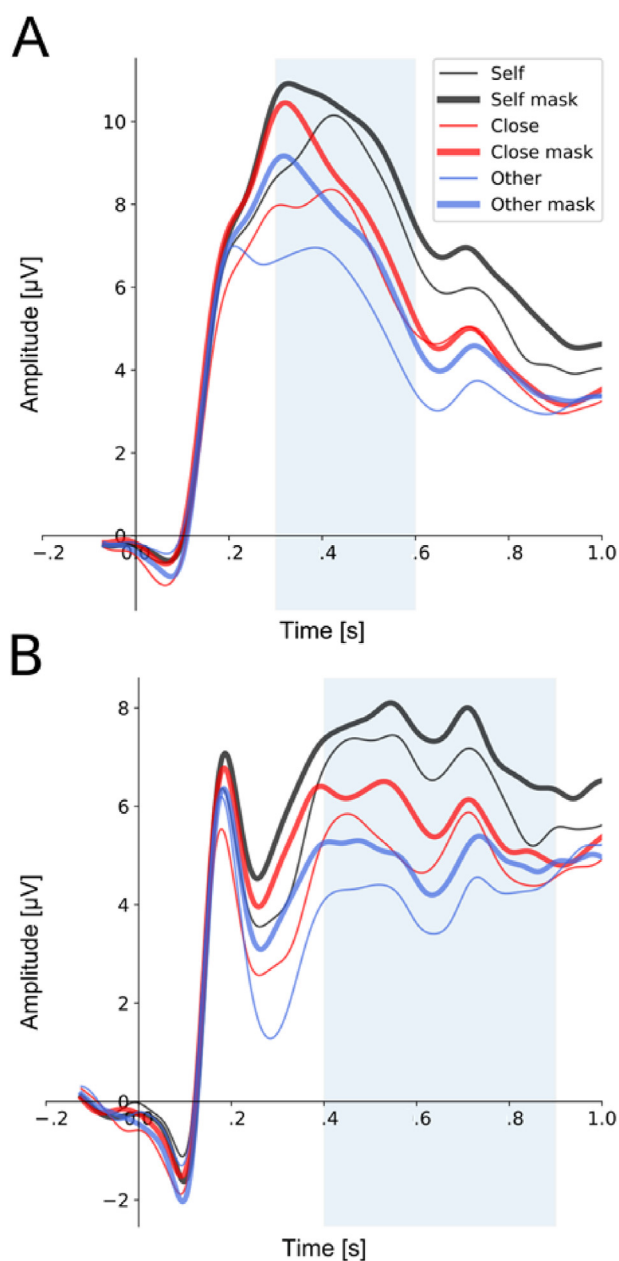 A
Self
Self mask
Close
Close mask
Other
Other mask
10
8
6
4
2
0
Amplitude [µV]
−.2 0.0 .2 .4 .6 .8 1.0
Time [s]
B
8
6
4
2
0
−2
Amplitude [µV]
−.2 0.0 .2 .4 .6 .8 1.0
Time [s]